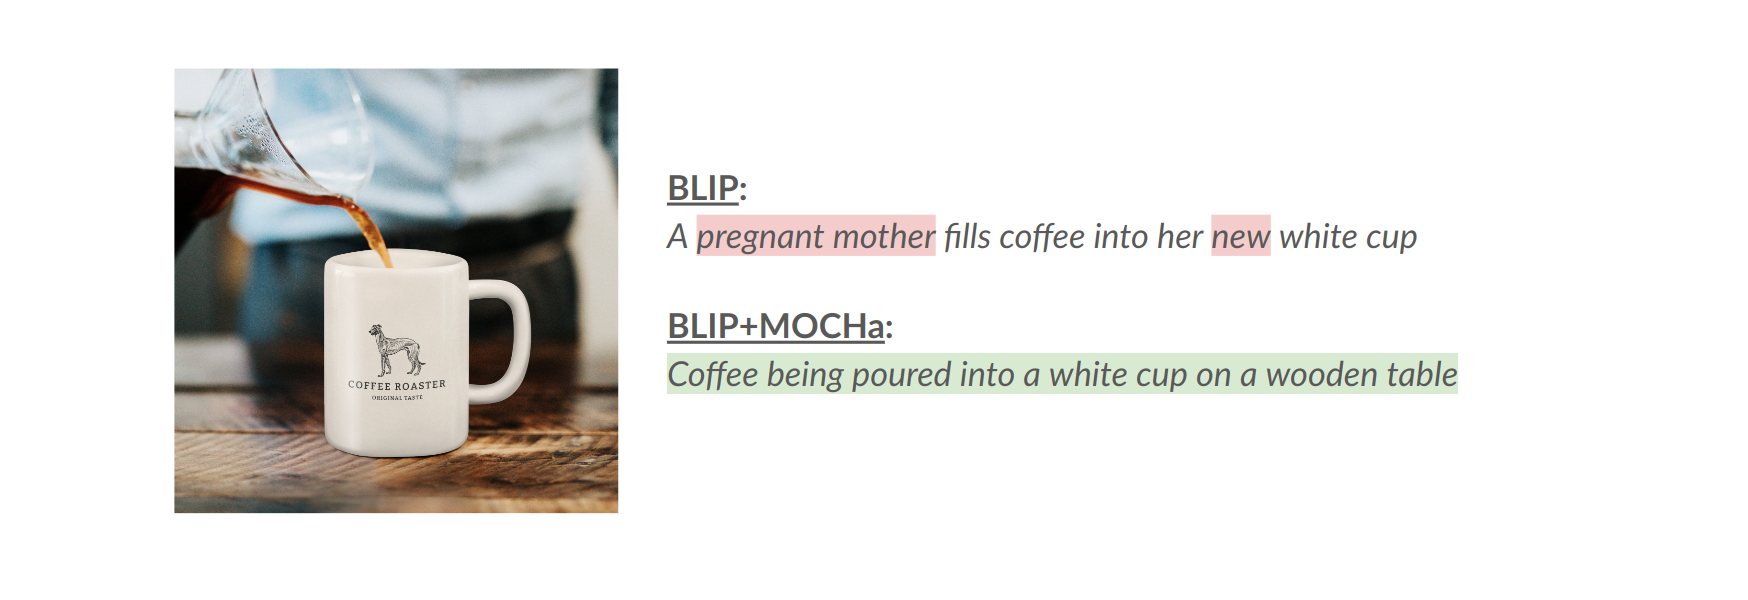 COFFEE ROASTER
ORIGINAL TASTE
BLIP:
A pregnant mother fills coffee into her new white cup
BLIP+MOCHa:
Coffee being poured into a white cup on a wooden table